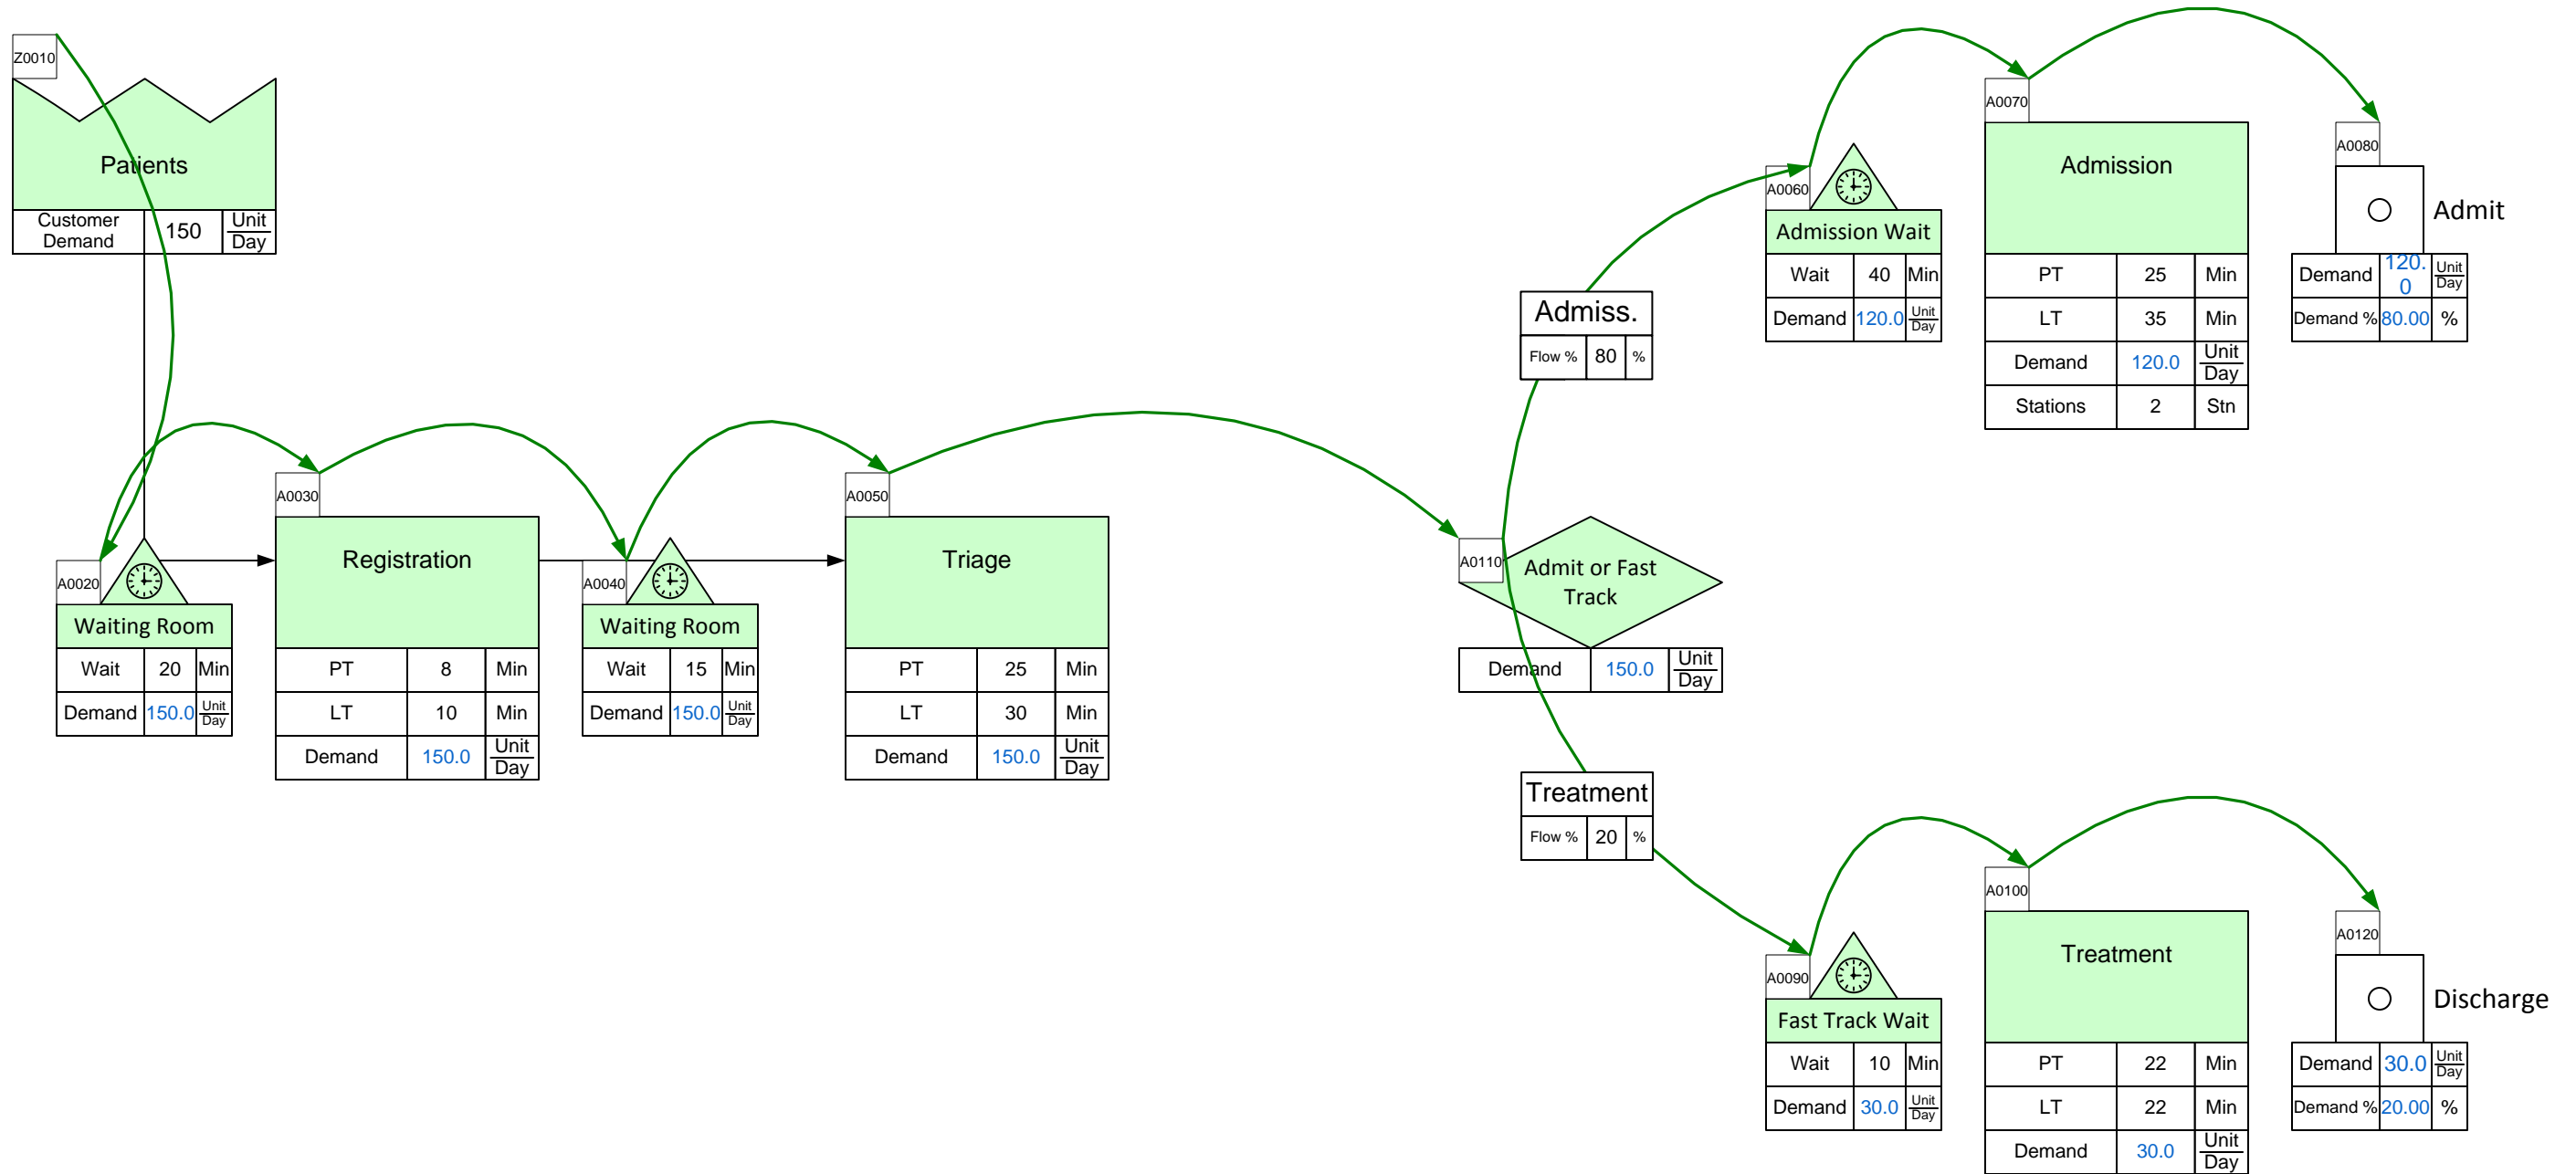 Z0010
Patients
Customer Demand 150 Unit Day
A0020
Waiting Room
Wait 20 Min
Demand 150.0 Unit Day
A0030
Registration
PT 8 Min
LT 10 Min
Demand 150.0 Unit Day
A0040
Waiting Room
Wait 15 Min
Demand 150.0 Unit Day
A0050
Triage
PT 25 Min
LT 30 Min
Demand 150.0 Unit Day
A0110
Admit or Fast
Track
Demand 150.0 Unit Day
Admiss.
Flow % 80 %
A0060
Admission Wait
Wait 40 Min
Demand 120.0 Unit Day
A0070
Admission
PT 25 Min
LT 35 Min
Demand 120.0 Unit Day
Stations 2 Stn
A0080
Admit
Demand 120.0 Unit Day
Demand % 80.00 %
Treatment
Flow % 20 %
A0090
Fast Track Wait
Wait 10 Min
Demand 30.0 Unit Day
A0100
Treatment
PT 22 Min
LT 22 Min
Demand 30.0 Unit Day
A0120
Discharge
Demand 30.0 Unit Day
Demand % 20.00 %